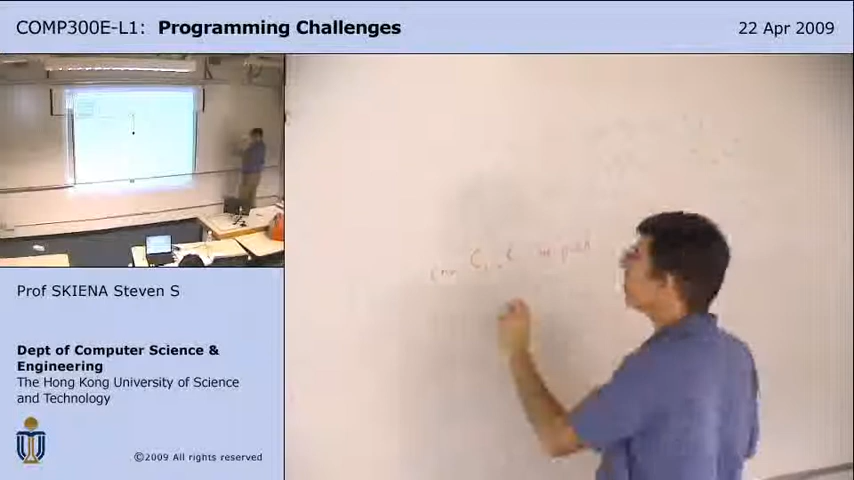 COMP300E-L1: Programming Challenges
22 Apr 2009
Prof SKIENA Steven S
Dept of Computer Science &
Engineering
The Hong Kong University of Science
and Technology
©2009 All rights reserved